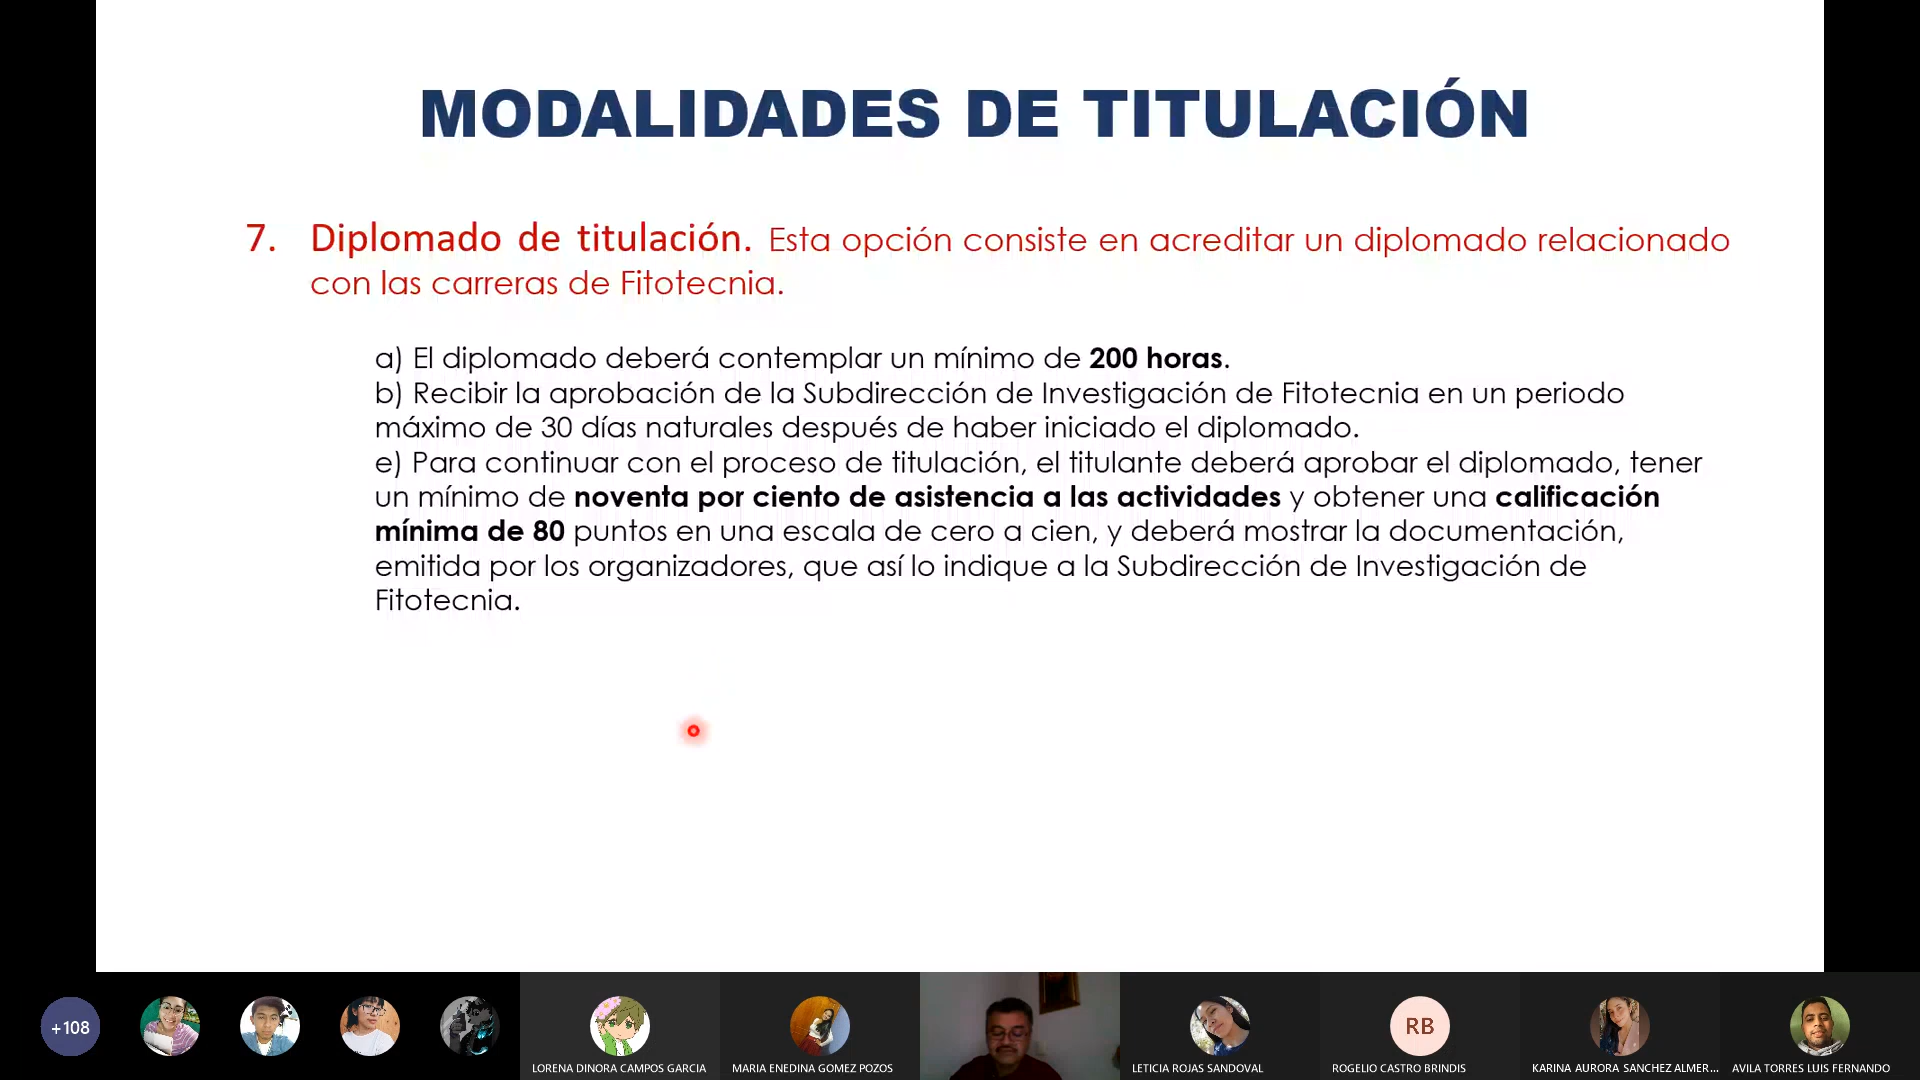 MODALIDADES DE TITULACIÓN
7. Diplomado de titulación. Esta opción consiste en acreditar un diplomado relacionado
con las carreras de Fitotecnia.
a) El diplomado deberá contemplar un mínimo de 200 horas.
b) Recibir la aprobación de la Subdirección de Investigación de Fitotecnia en un periodo
máximo de 30 días naturales después de haber iniciado el diplomado.
e) Para continuar con el proceso de titulación, el titulante deberá aprobar el diplomado, tener
un mínimo de noventa por ciento de asistencia a las actividades y obtener una calificación
mínima de 80 puntos en una escala de cero a cien, y deberá mostrar la documentación,
emitida por los organizadores, que así lo indique a la Subdirección de Investigación de
Fitotecnia.
+108
RB
LORENA DINORA CAMPOS GARCIA
MARIA ENEDINA GOMEZ POZOS
LETICIA ROJAS SANDOVAL
ROGELIO CASTRO BRINDIS
KARINA AURORA SANCHEZ ALMER...
AVILA TORRES LUIS FERNANDO